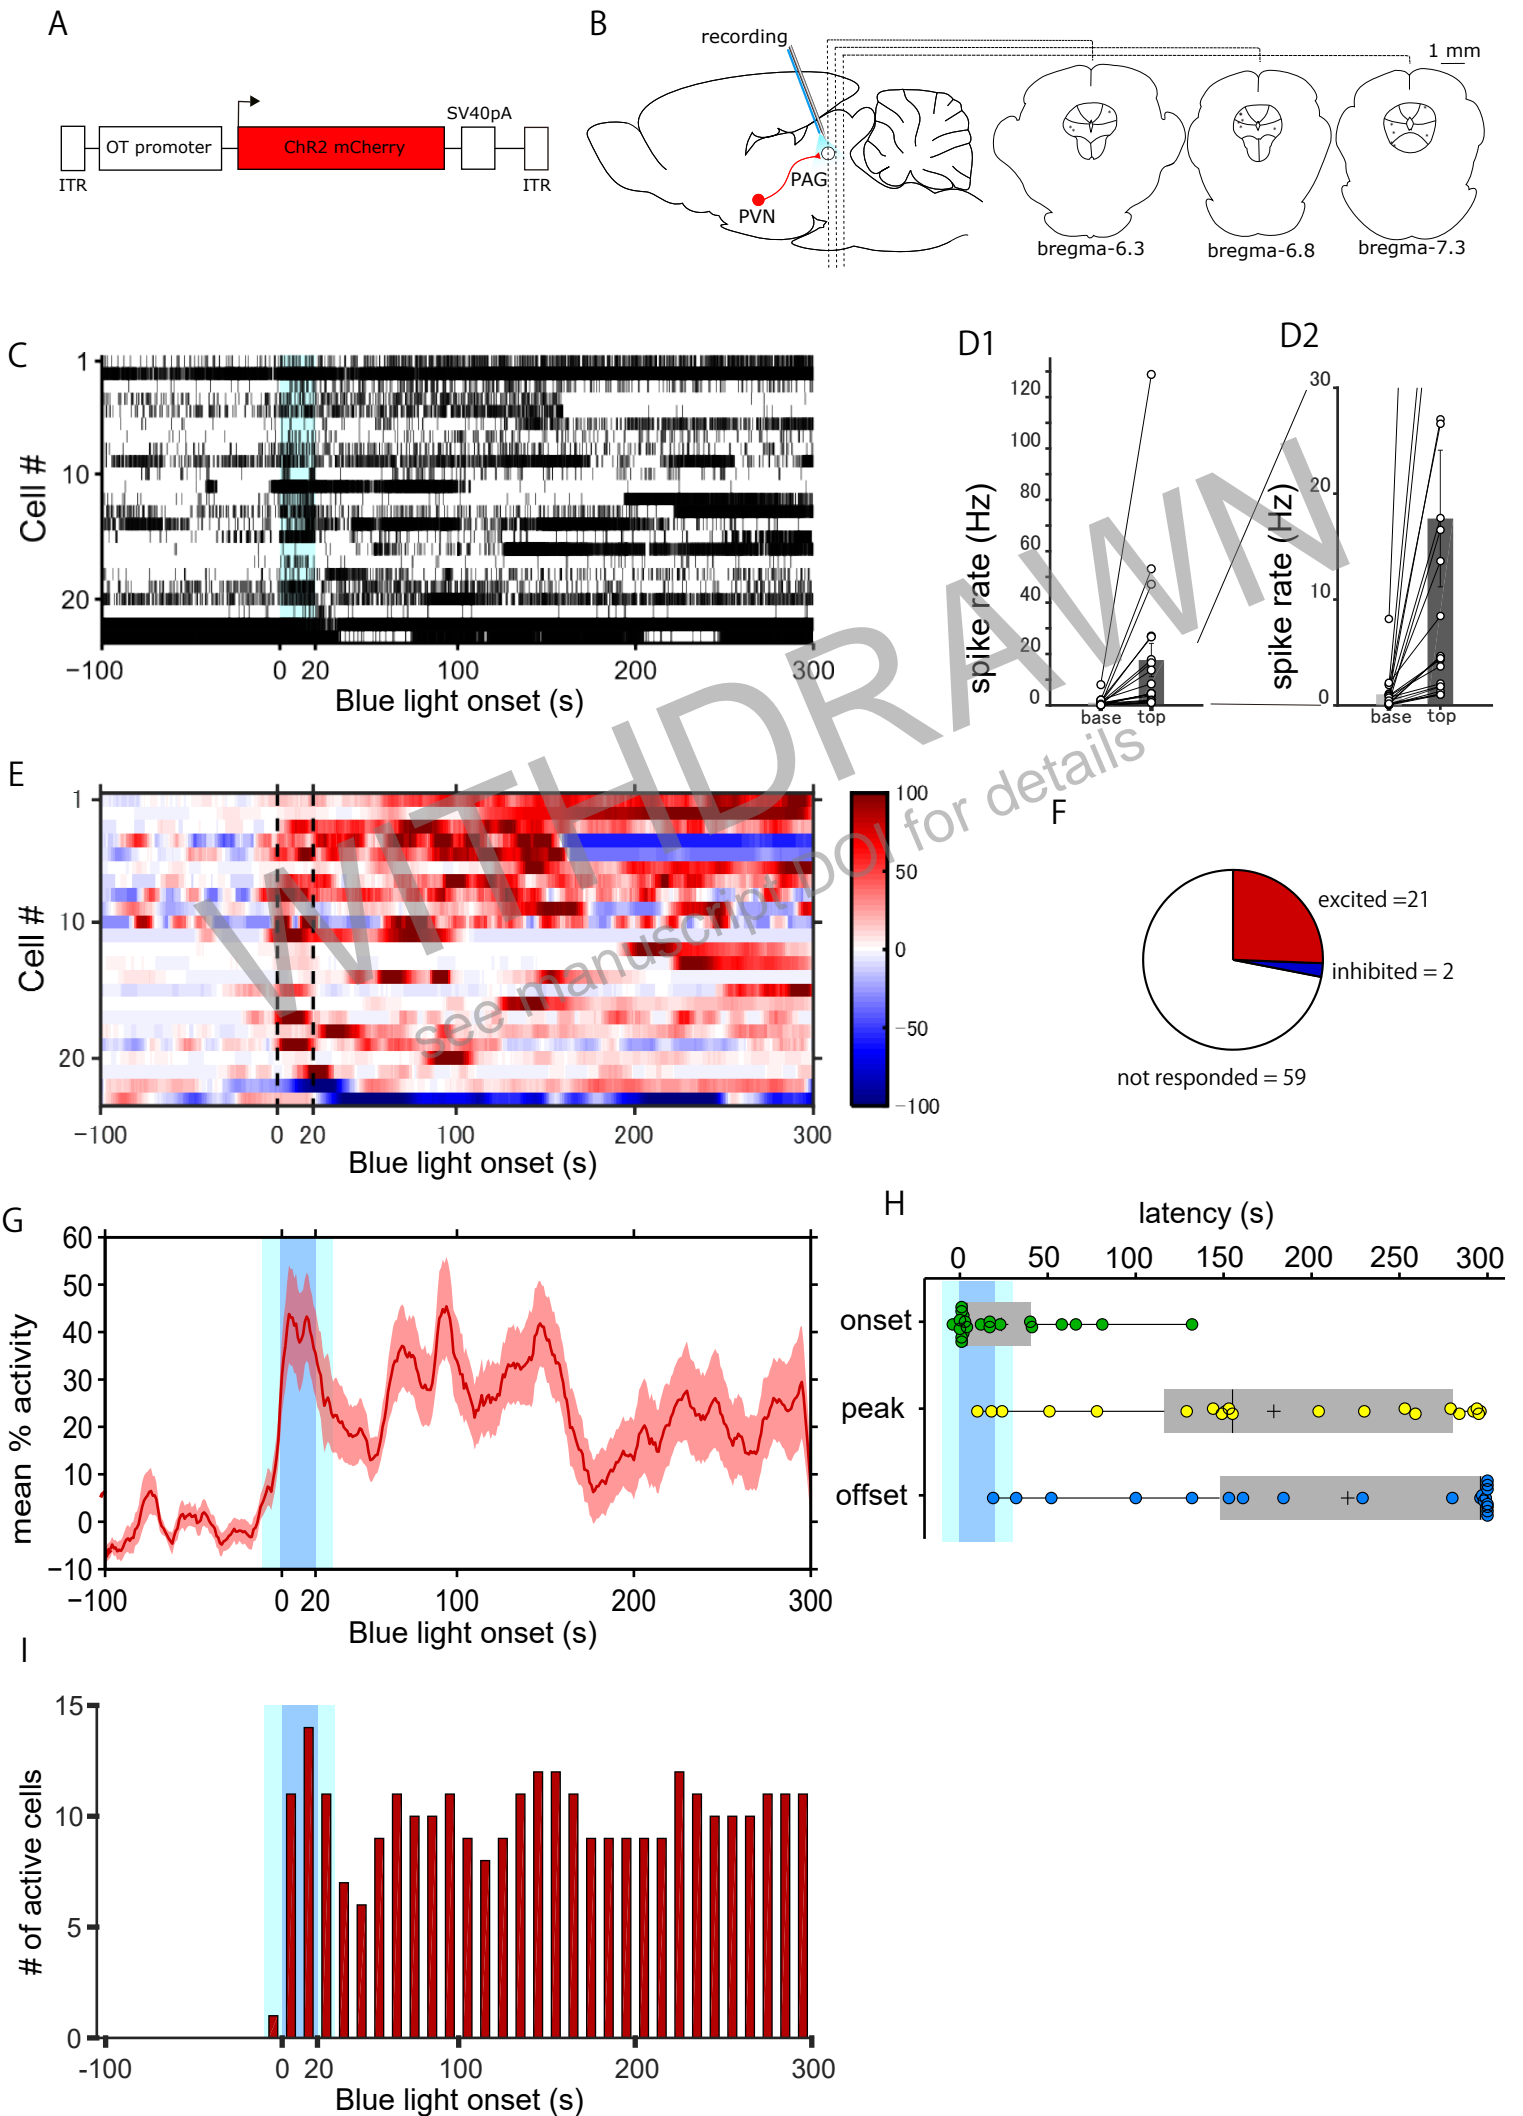 A
SV40pA
OT promoter
ChR2 mCherry
ITR
ITR
B
recording
PAG
PVN
1 mm
bregma-6.3
bregma-6.8
bregma-7.3
C
Cell #
1
10
20
−100
0
20
100
200
300
Blue light onset (s)
D1
spike rate (Hz)
120
100
80
60
40
20
0
base
top
D2
spike rate (Hz)
30
20
10
0
base
top
WITHDRAWN
see manuscript DOI for details
E
Cell #
1
10
20
−100
0
20
100
200
300
Blue light onset (s)
100
50
0
−50
−100
F
excited =21
inhibited = 2
not responded = 59
G
mean % activity
60
50
40
30
20
10
0
−10
−100
0
20
100
200
300
Blue light onset (s)
H
latency (s)
0
50
100
150
200
250
300
onset
peak
offset
I
# of active cells
15
10
5
0
-100
0
20
100
200
300
Blue light onset (s)